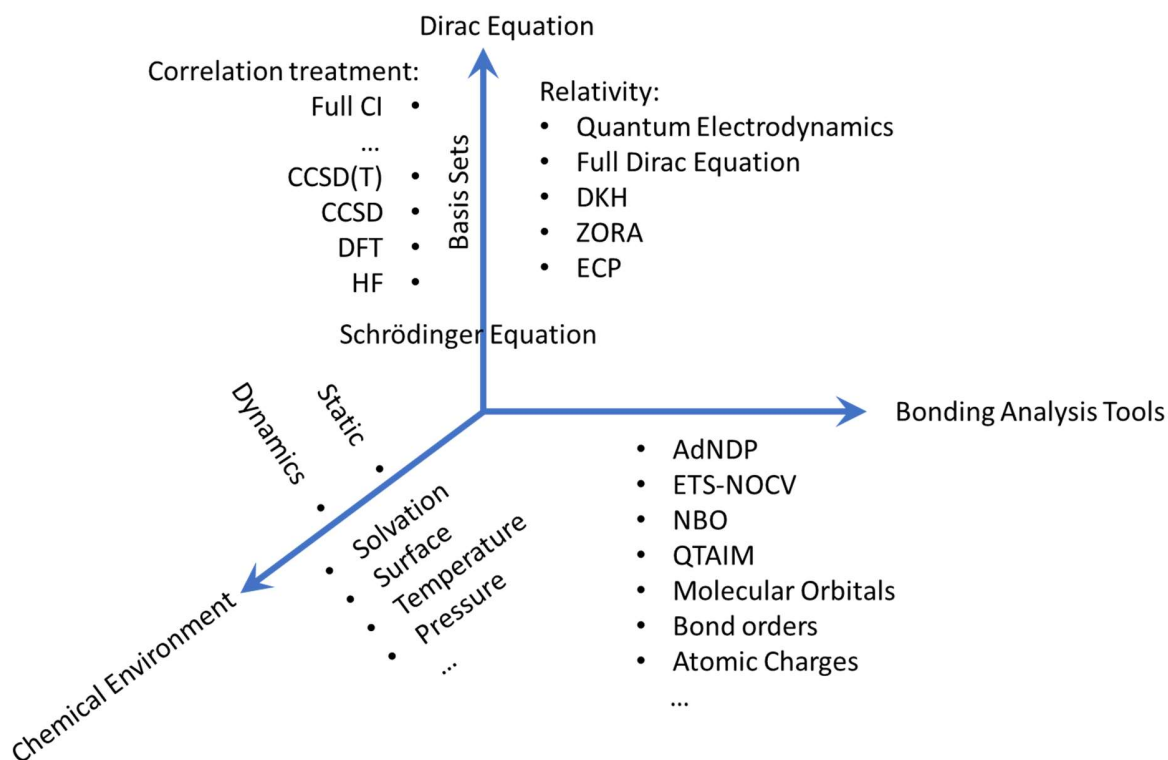 Dirac Equation
Correlation treatment:
Full CI •
...
CCSD(T) •
CCSD •
DFT •
HF •
Basis Sets
Relativity:
• Quantum Electrodynamics
• Full Dirac Equation
• DKH
• ZORA
• ECP
Schrödinger Equation
Dynamics
Static
Bonding Analysis Tools
• AdNDP
• ETS-NOCV
• NBO
• QTAIM
• Molecular Orbitals
• Bond orders
• Atomic Charges
...
• Solvation
• Surface
• Temperature
• Pressure
...
Chemical Environment